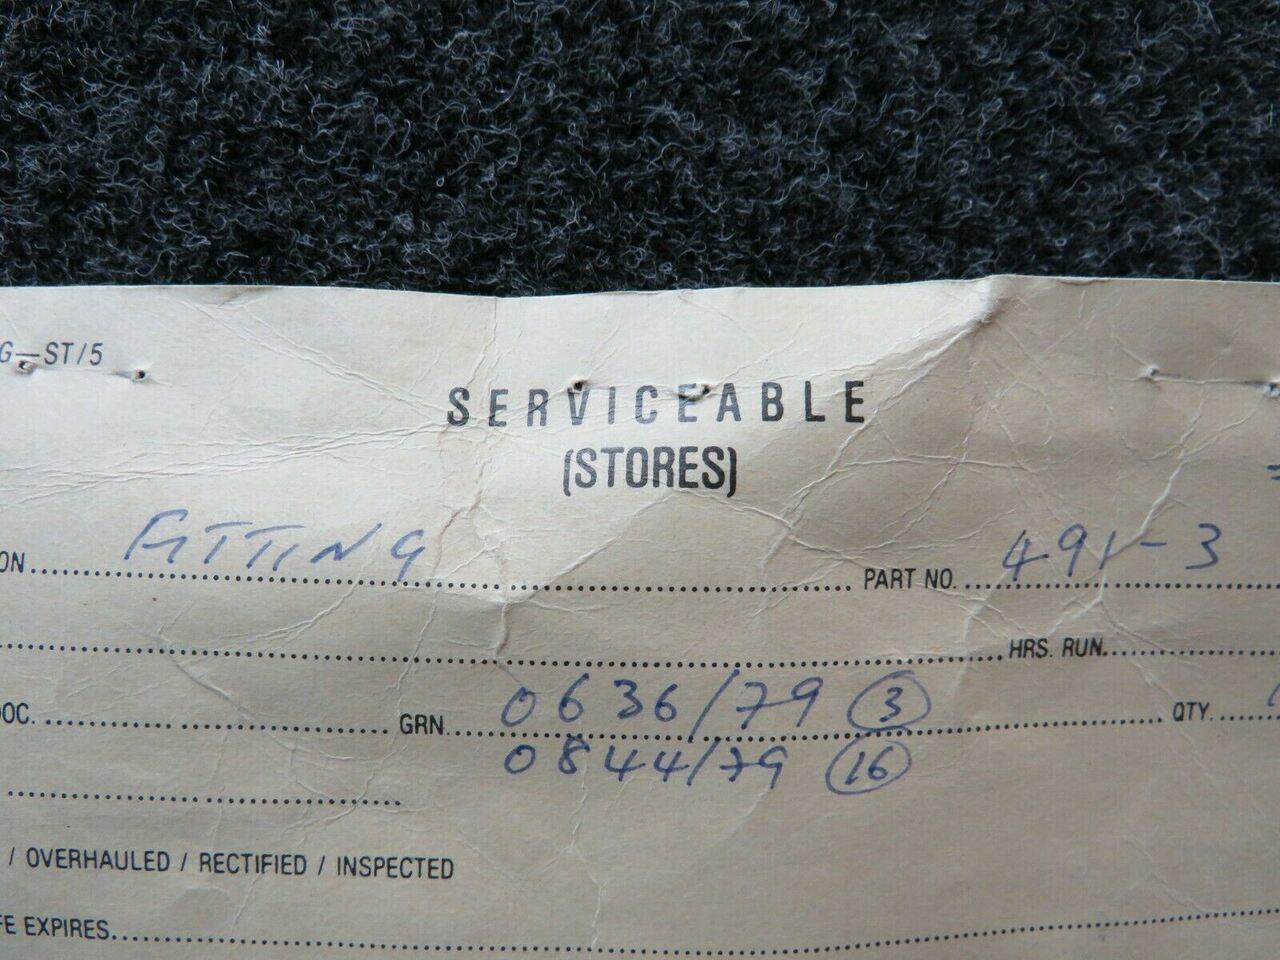 G-ST/5
SERVICEABLE
(STORES)
ON FITTING PART NO. 491-3
HRS. RUN
DOC. GRN. 0636/79 (3) QTY.
0844/79 (16)
/ OVERHAULED / RECTIFIED / INSPECTED
FE EXPIRES